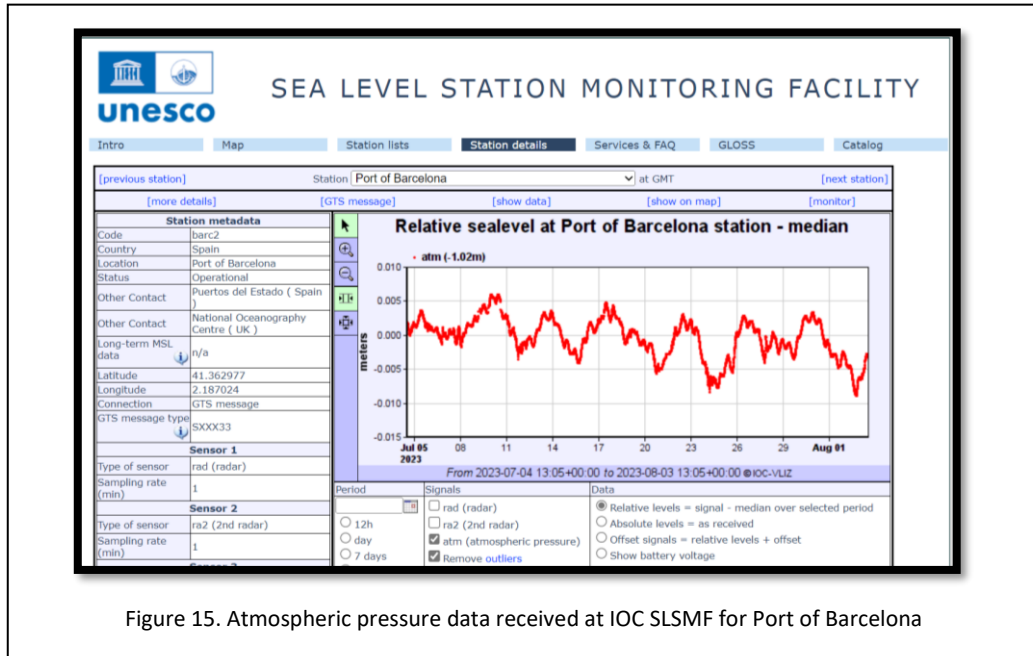 unesco
SEA LEVEL STATION MONITORING FACILITY
Intro Map Station lists Station details Services & FAQ GLOSS Catalog
[previous station] Station Port of Barcelona at GMT [next station]
[more details] [GTS message] [show data] [show on map] [monitor]
Station metadata
Code barc2
Country Spain
Location Port of Barcelona
Status Operational
Other Contact Puertos del Estado ( Spain
)
Other Contact National Oceanography
Centre ( UK )
Long-term MSL
data n/a
Latitude 41.362977
Longitude 2.187024
Connection GTS message
GTS message type SXXX33
Sensor 1
Type of sensor rad (radar)
Sampling rate
(min) 1
Sensor 2
Type of sensor ra2 (2nd radar)
Sampling rate
(min) 1
Relative sealevel at Port of Barcelona station - median
atm (-1.02m)
0.010
0.005
0.000
-0.005
-0.010
-0.015
meters
Jul 05 08 11 14 17 20 23 26 29 Aug 01
2023
From 2023-07-04 13:05+00:00 to 2023-08-03 13:05+00:00 ©IOC-VLIZ
Period Signals Data
12h
day
7 days
rad (radar)
ra2 (2nd radar)
atm (atmospheric pressure)
Remove outliers
Relative levels = signal - median over selected period
Absolute levels = as received
Offset signals = relative levels + offset
Show battery voltage
Figure 15. Atmospheric pressure data received at IOC SLSMF for Port of Barcelona